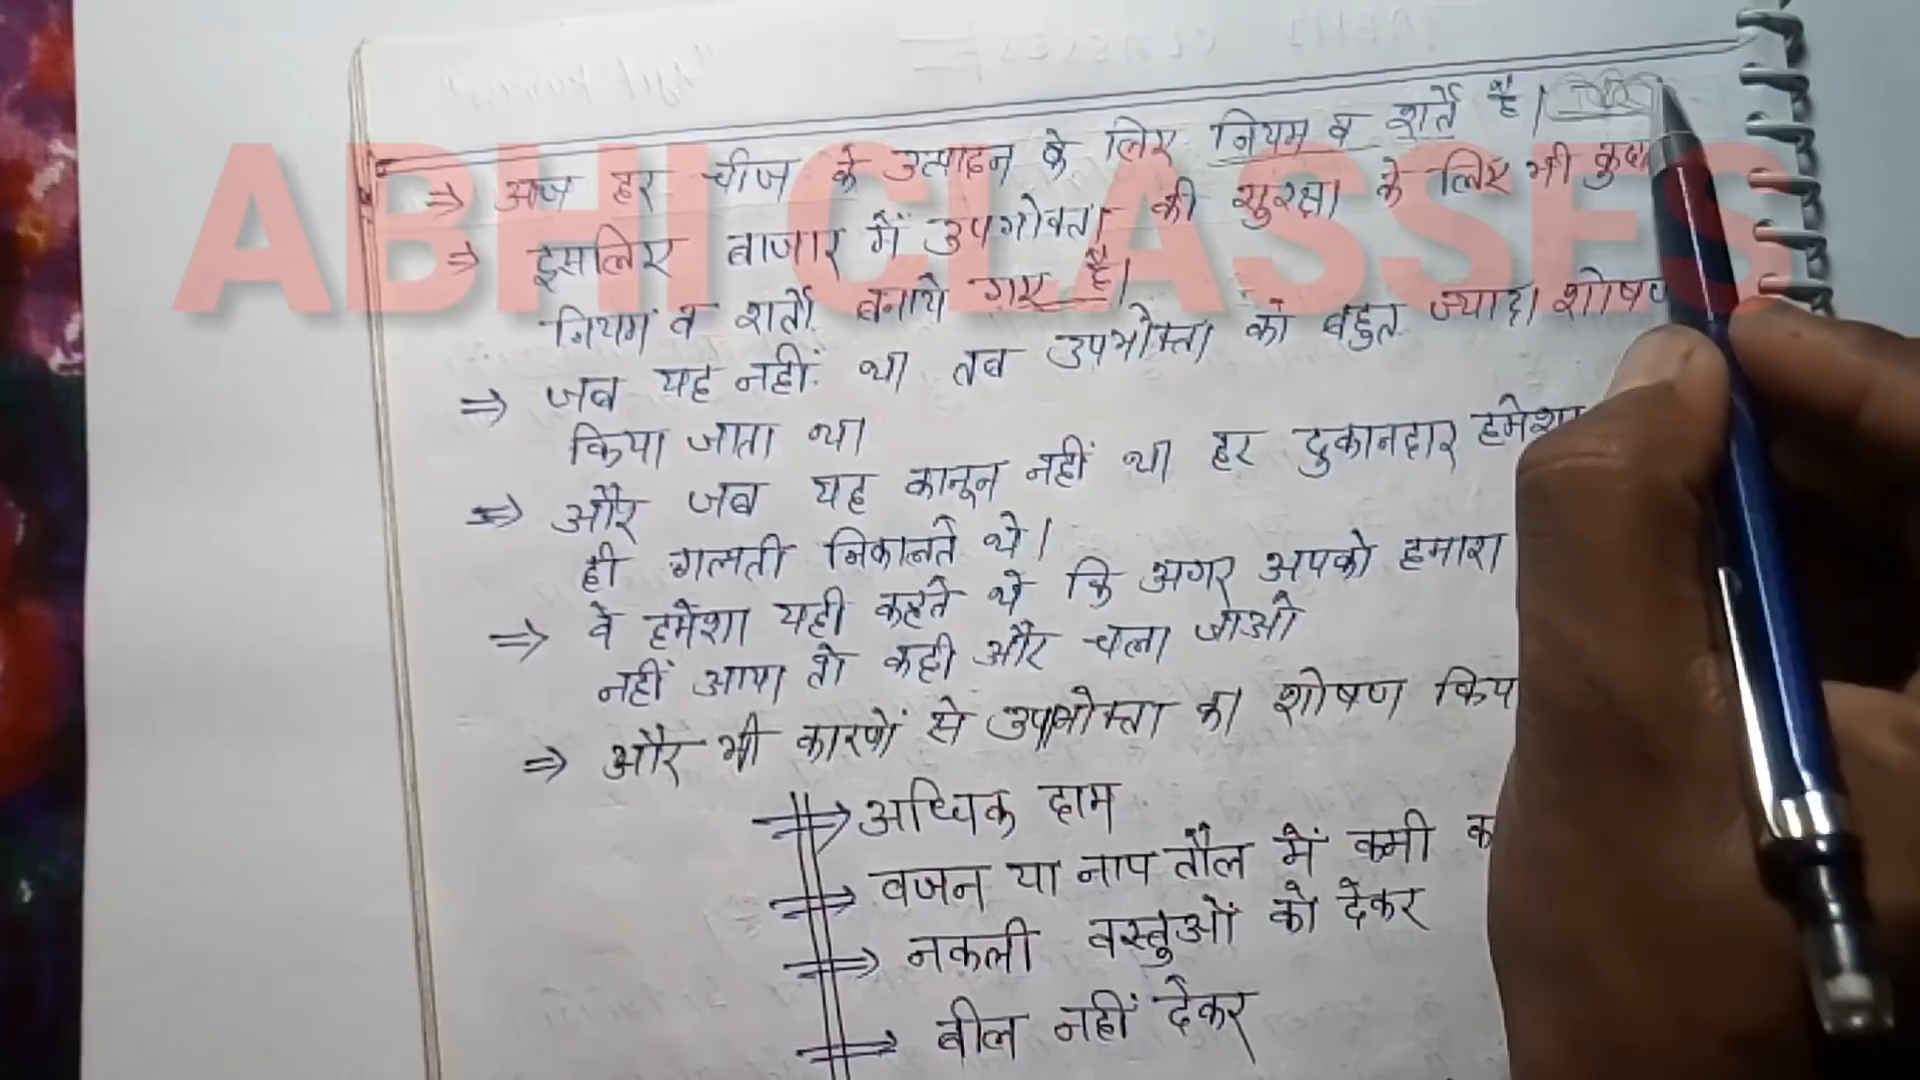 ABHI CLASSES
⇒ आज हर चीज के उत्पादन के लिए नियम व शर्ते है।
⇒ इसलिए बाजार में उपभोक्ता की सुरक्षा के लिए भी कुछ
नियम व शर्तो बनाये गए है।
⇒ जब यह नहीं था तब उपभोक्ता को बहुत ज्यादा शोषण
किया जाता था
⇒ और जब यह कानून नहीं था हर दुकानदार हमेशा
ही गलती निकालते थे।
⇒ वे हमेशा यही कहते थे कि अगर अपको हमारा
नहीं आया तो कही और चला जाओ
⇒ और भी कारणों से उपभोक्ता का शोषण किय
⇒ अधिक दाम
⇒ वजन या नाप तौल में कमी क
⇒ नकली वस्तुओं को देकर
⇒ बील नहीं देकर